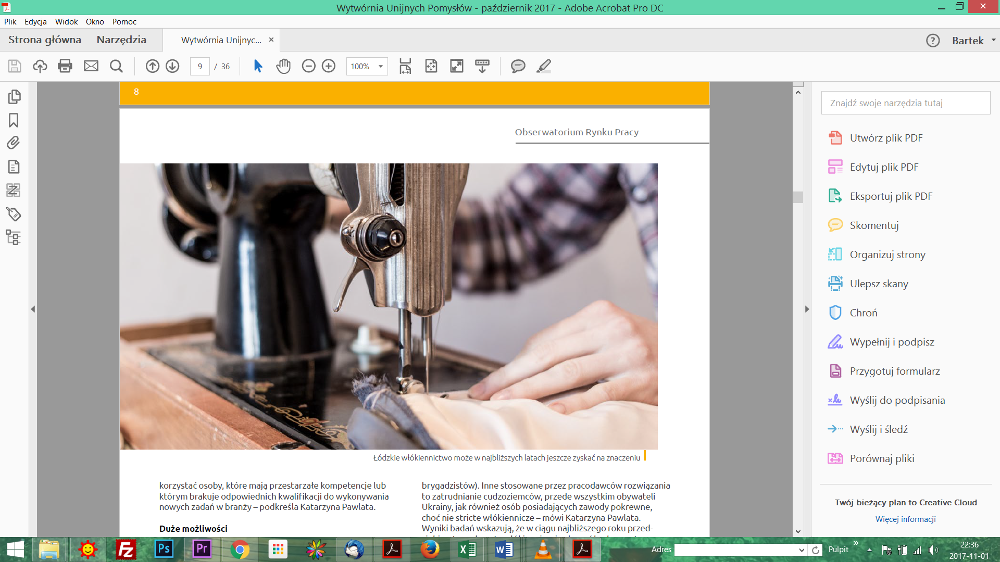 Wytwórnia Unijnych Pomysłów - październik 2017 - Adobe Acrobat Pro DC
Plik Edycja Widok Okno Pomoc
Strona główna Narzędzia Wytwórnia Unijnyc... Bartek
9 / 36 100%
8
Obserwatorium Rynku Pracy
Łódzkie włókiennictwo może w najbliższych latach jeszcze zyskać na znaczeniu
korzystać osoby, które mają przestarzałe kompetencje lub
którym brakuje odpowiednich kwalifikacji do wykonywania
nowych zadań w branży – podkreśla Katarzyna Pawlata.
Duże możliwości
brygadzistów). Inne stosowane przez pracodawców rozwiązania
to zatrudnianie cudzoziemców, przede wszystkim obywateli
Ukrainy, jak również osób posiadających zawody pokrewne,
choć nie stricte włókiennicze – mówi Katarzyna Pawlata.
Wyniki badań wskazują, że w ciągu najbliższego roku przed-
Znajdź swoje narzędzia tutaj
Utwórz plik PDF
Edytuj plik PDF
Eksportuj plik PDF
Skomentuj
Organizuj strony
Ulepsz skany
Chroń
Wypełnij i podpisz
Przygotuj formularz
Wyślij do podpisania
Wyślij i śledź
Porównaj pliki
Twój bieżący plan to Creative Cloud
Więcej informacji
Fz Ps Pr
Adres Pulpit
22:36
2017-11-01